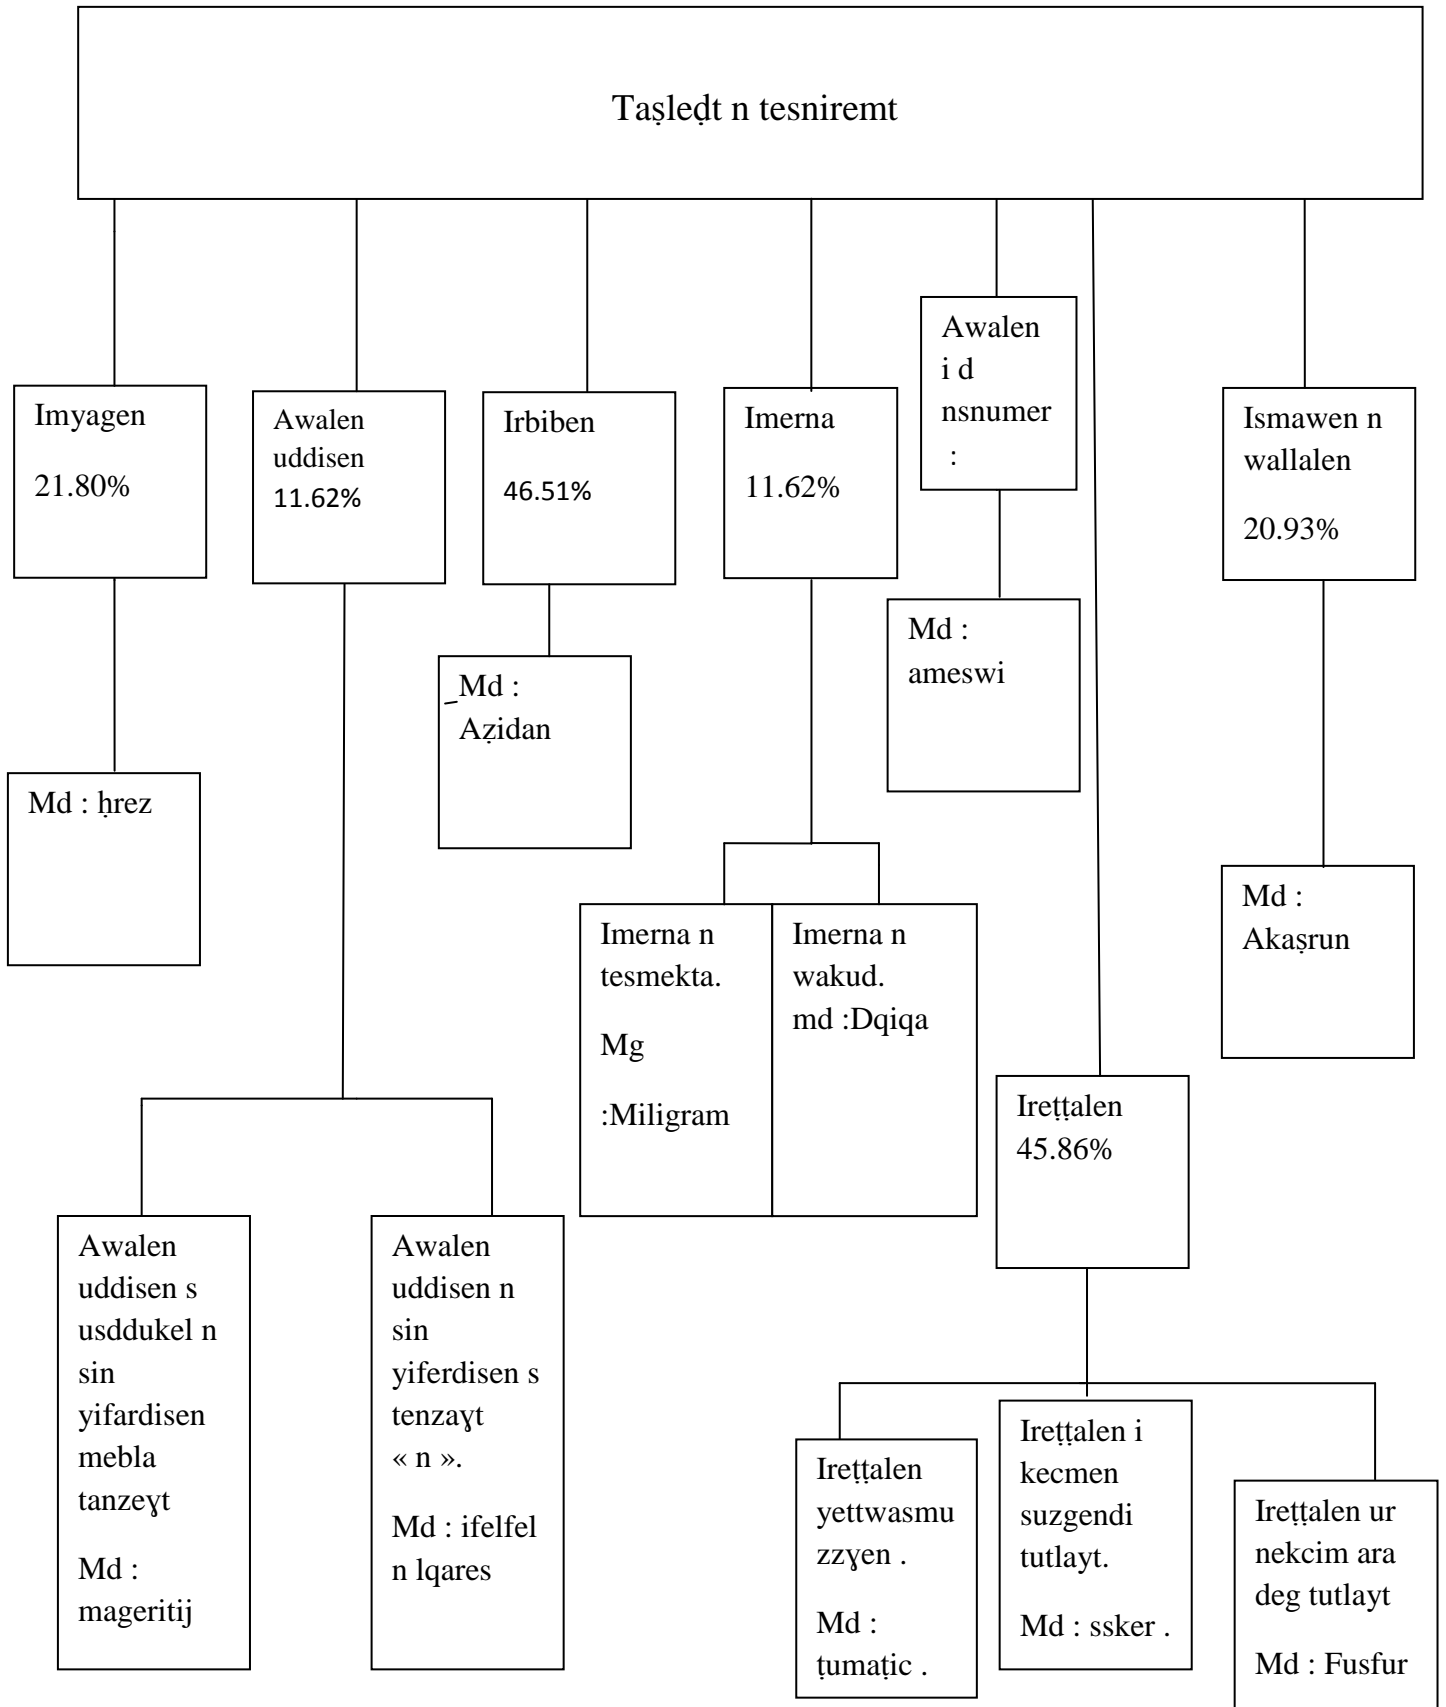 Taṣleḍt n tesniremt
Imyagen
21.80%
Md : ḥrez
Awalen
uddisen
11.62%
Awalen
uddisen s
usddukel n
sin
yifardisen
mebla
tanzeɣt
Md :
mageritij
Awalen
uddisen n
sin
yiferdisen s
tenzaɣt
« n ».
Md : ifelfel
n lqares
Irbiben
46.51%
Md :
Aẓidan
Imerna
11.62%
Imerna n
tesmekta.
Mg
:Miligram
Imerna n
wakud.
md :Dqiqa
Awalen
i d
nsnumer
:
Md :
ameswi
Ireṭṭalen
45.86%
Ireṭṭalen
yettwasmu
zzɣen .
Md :
ṭumaṭic .
Ireṭṭalen i
kecmen
suzgendi
tutlayt.
Md : ssker .
Ireṭṭalen ur
nekcim ara
deg tutlayt
Md : Fusfur
Ismawen n
wallalen
20.93%
Md :
Akaṣrun